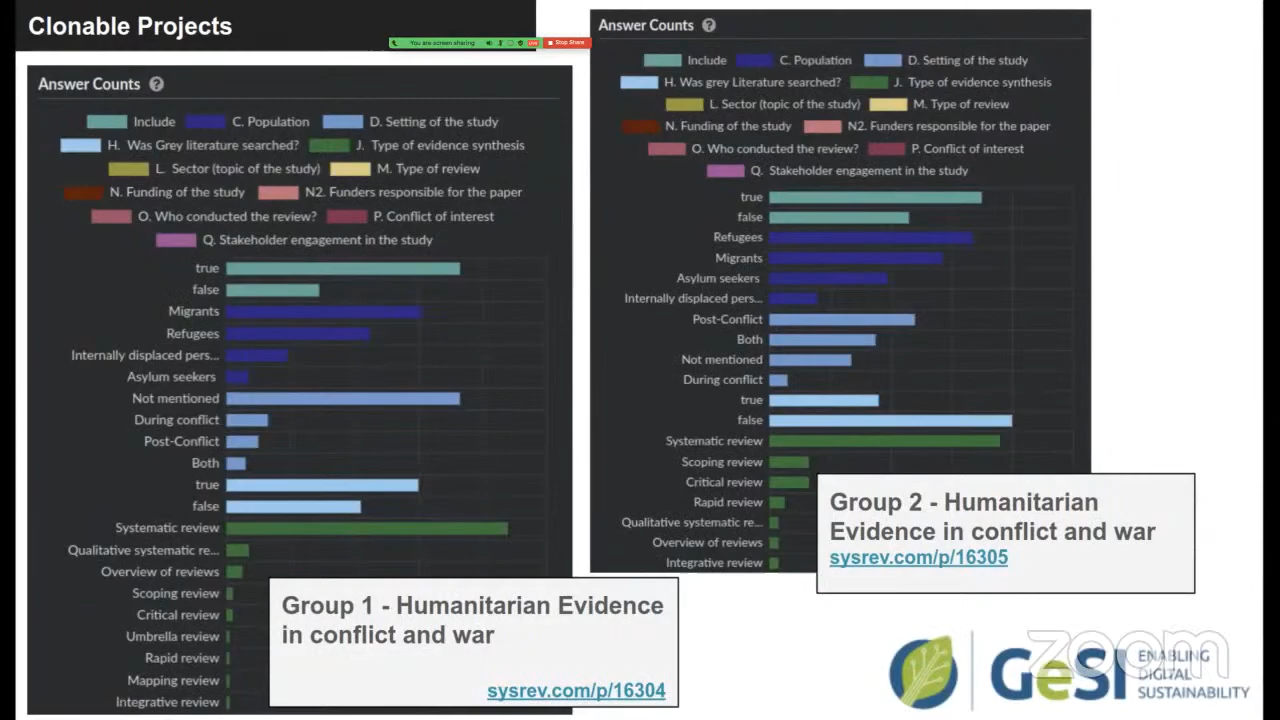 Clonable Projects
You are screen sharing
LIVE
Stop Share
Answer Counts ?
Include C. Population D. Setting of the study
H. Was Grey literature searched? J. Type of evidence synthesis
L. Sector (topic of the study) M. Type of review
N. Funding of the study N2. Funders responsible for the paper
O. Who conducted the review? P. Conflict of interest
Q. Stakeholder engagement in the study
true
false
Migrants
Refugees
Internally displaced pers...
Asylum seekers
Not mentioned
During conflict
Post-Conflict
Both
true
false
Systematic review
Qualitative systematic re...
Overview of reviews
Scoping review
Critical review
Umbrella review
Rapid review
Mapping review
Integrative review
Group 1 - Humanitarian Evidence
in conflict and war
sysrev.com/p/16304
Answer Counts ?
Include C. Population D. Setting of the study
H. Was grey Literature searched? J. Type of evidence synthesis
L. Sector (topic of the study) M. Type of review
N. Funding of the study N2. Funders responsible for the paper
O. Who conducted the review? P. Conflict of interest
Q. Stakeholder engagement in the study
true
false
Refugees
Migrants
Asylum seekers
Internally displaced pers...
Post-Conflict
Both
Not mentioned
During conflict
true
false
Systematic review
Scoping review
Critical review
Rapid review
Qualitative systematic re...
Overview of reviews
Integrative review
Group 2 - Humanitarian
Evidence in conflict and war
sysrev.com/p/16305
zoom
GeSI
ENABLING
DIGITAL
SUSTAINABILITY